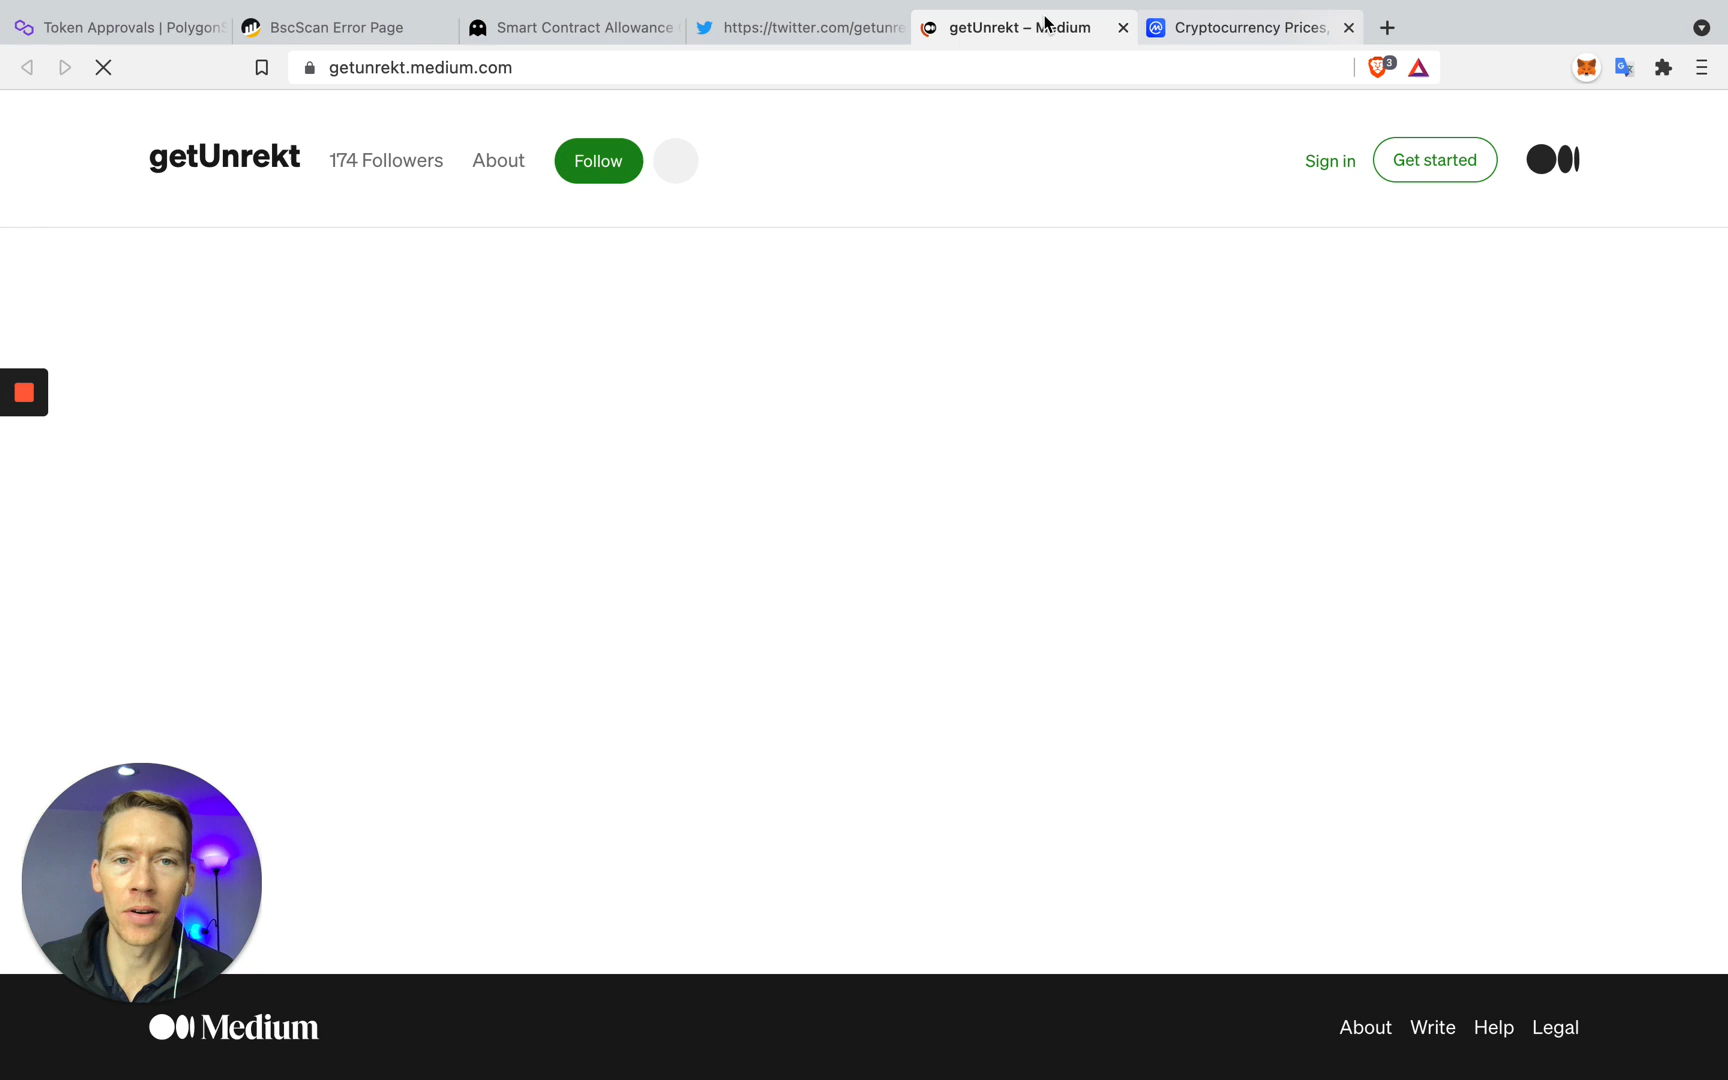 Token Approvals | Polygon
BscScan Error Page
Smart Contract Allowance
https://twitter.com/getunre
getUnrekt – Medium
Cryptocurrency Prices,
getunrekt.medium.com
3
getUnrekt
174 Followers
About
Follow
Sign in
Get started
Medium
About
Write
Help
Legal